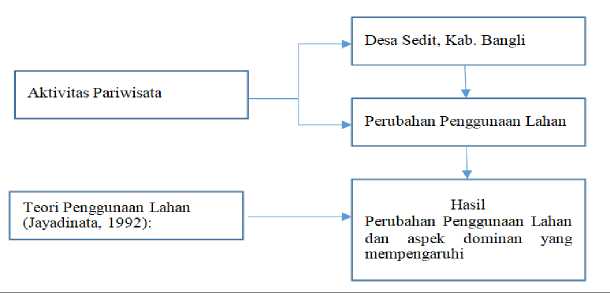 Desa Sedit, Kab. Bangli
Aktivitas Pariwisata
Perubahan Penggunaan Lahan
Teori Penggunaan Lahan
(Jayadinata, 1992):
Hasil
Perubahan Penggunaan Lahan
dan aspek dominan yang
mempengaruhi